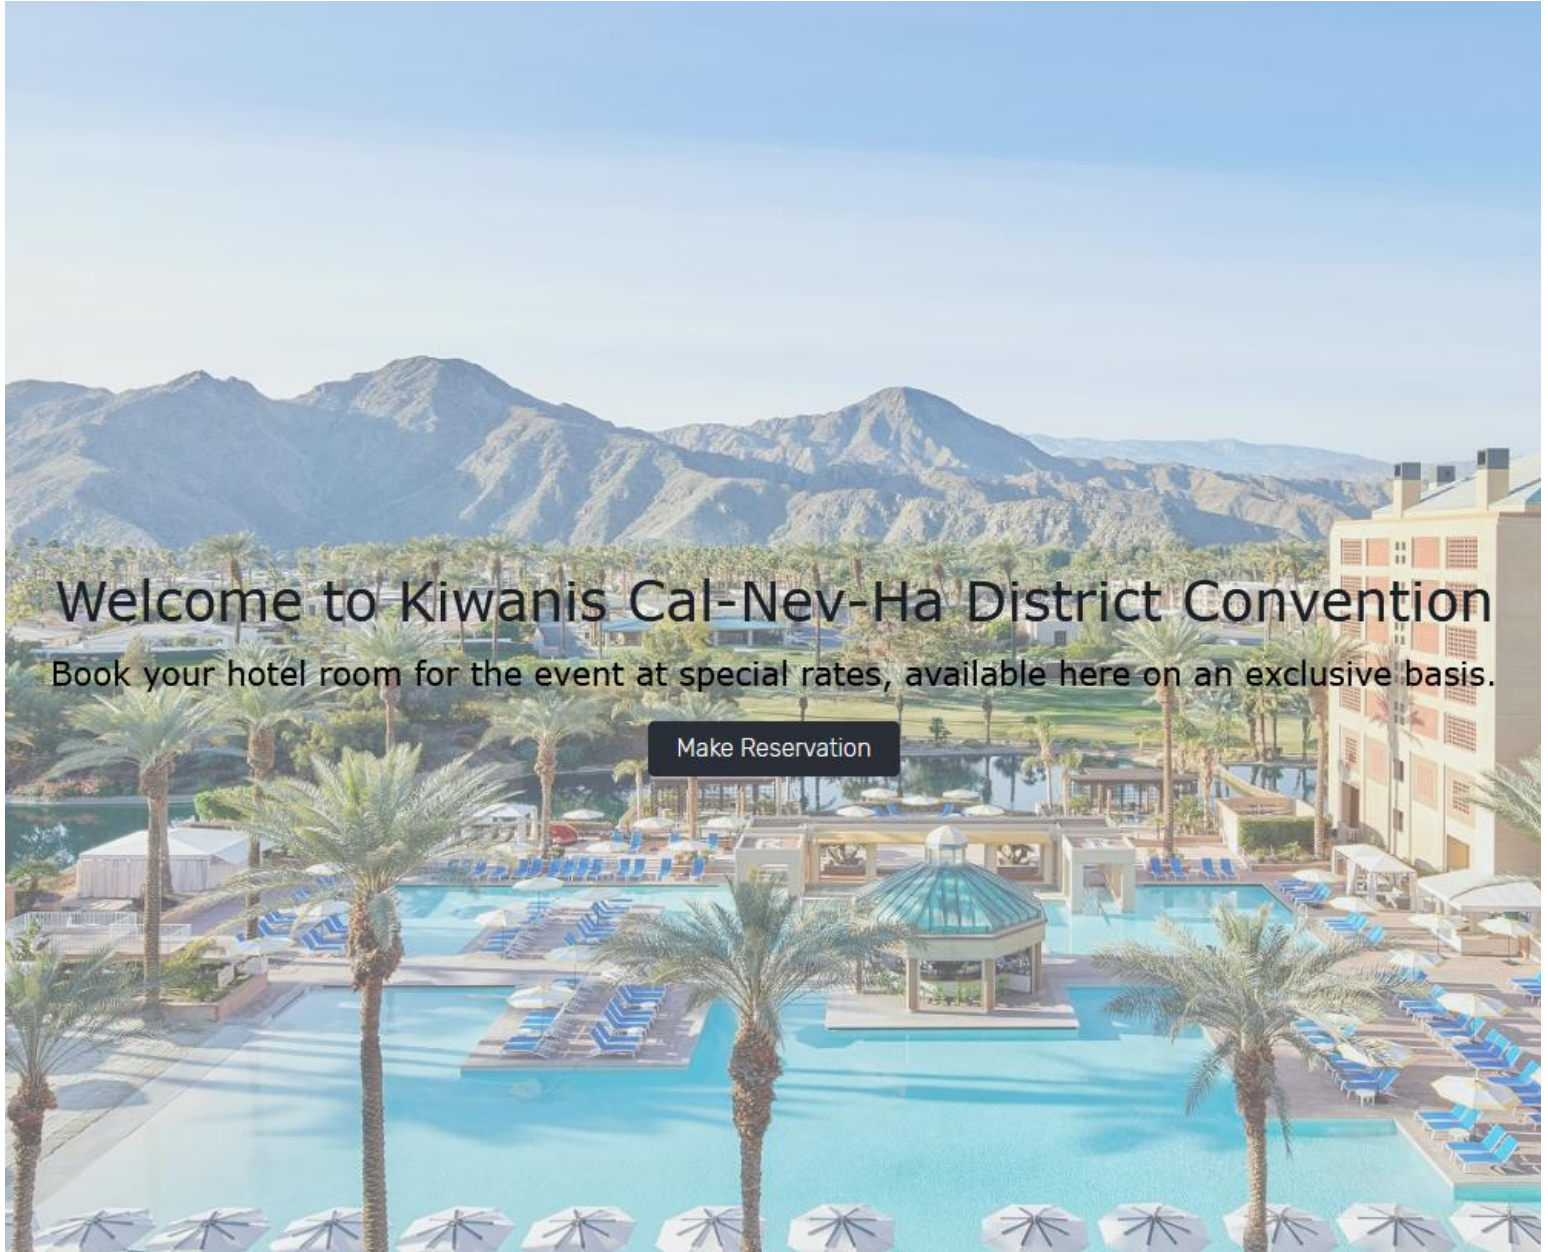 Welcome to Kiwanis Cal-Nev-Ha District Convention
Book your hotel room for the event at special rates, available here on an exclusive basis.
Make Reservation